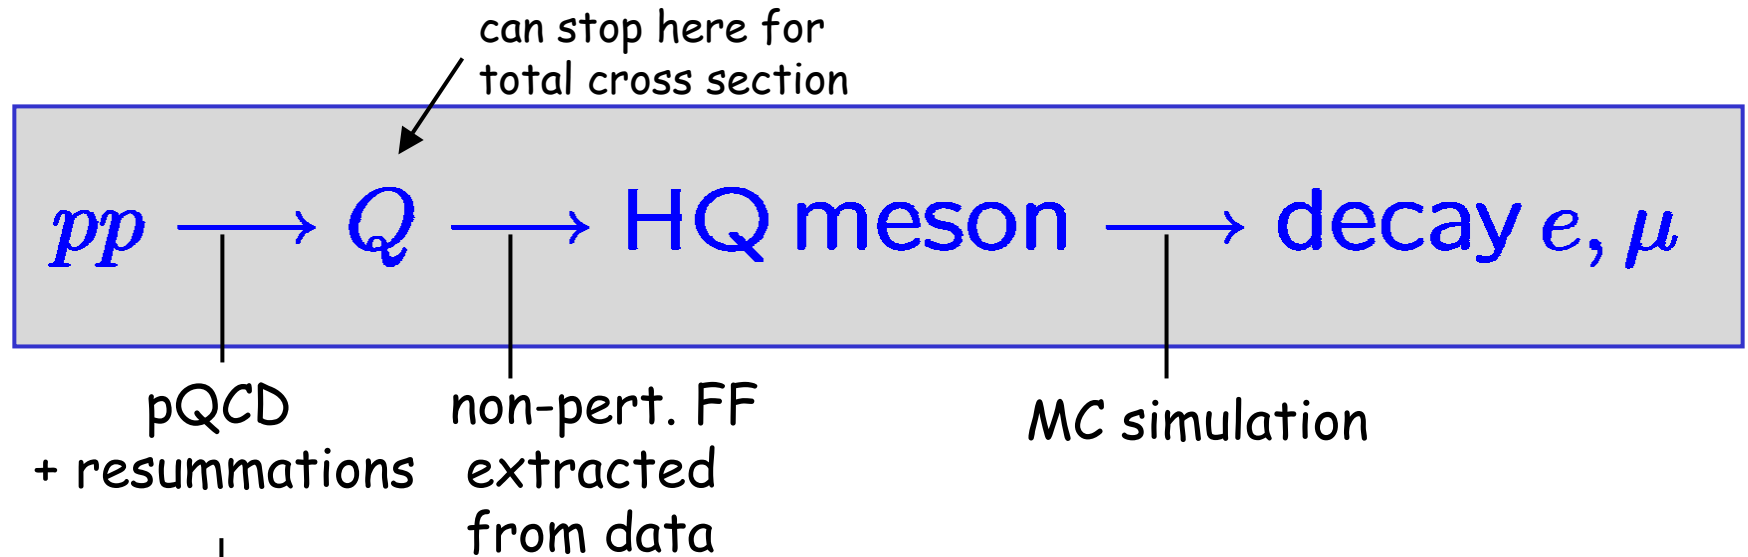 can stop here for
total cross section
pp → Q → HQ meson → decay e, μ
pQCD
+ resummations
non-pert. FF
extracted
from data
MC simulation